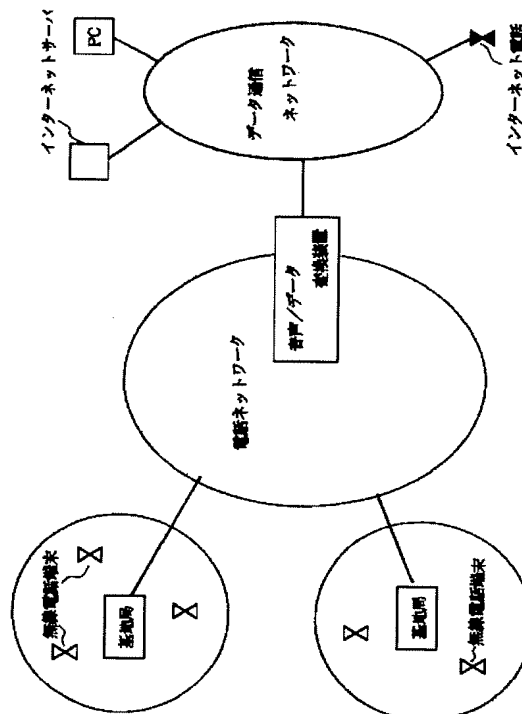 無線電話端末
基地局
無線電話端末
基地局
電話ネットワーク
音声／データ
変換装置
データ通信
ネットワーク
インターネットサーバ
PC
インターネット電話